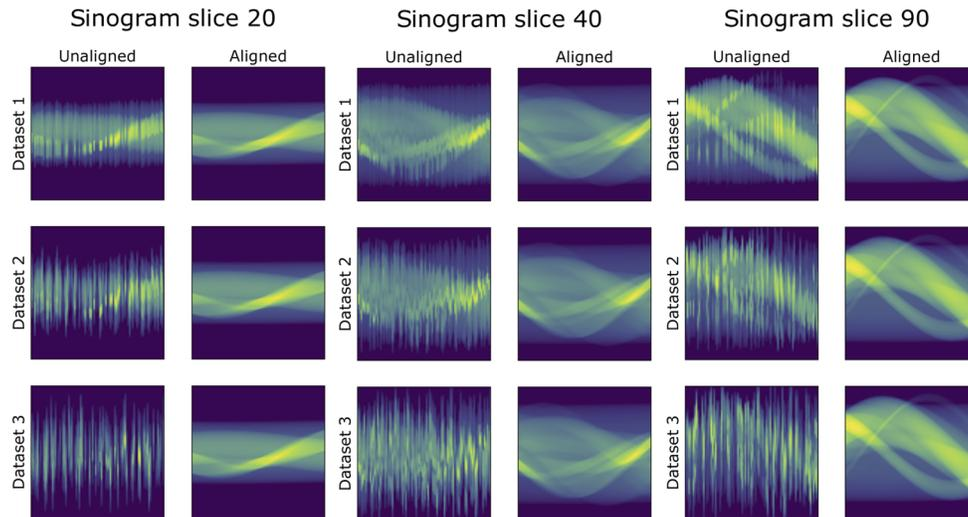 Sinogram slice 20
Sinogram slice 40
Sinogram slice 90
Unaligned
Aligned
Unaligned
Aligned
Unaligned
Aligned
Dataset 1
Dataset 1
Dataset 1
Dataset 2
Dataset 2
Dataset 2
Dataset 3
Dataset 3
Dataset 3